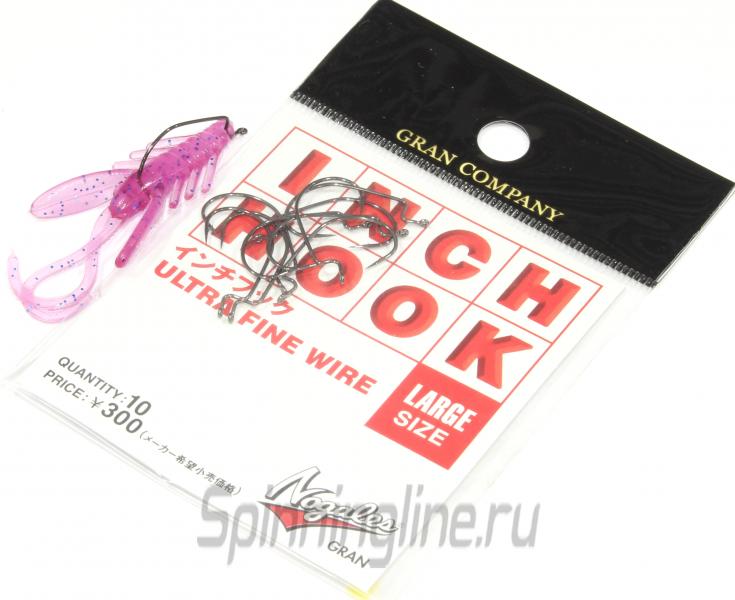 GRAN COMPANY
INCH
HOOK
インチフック
ULTRA FINE WIRE
LARGE
SIZE
QUANTITY:10
PRICE:¥300(メーカー希望小売価格)
Nogales
GRAN
Spinningline.ru